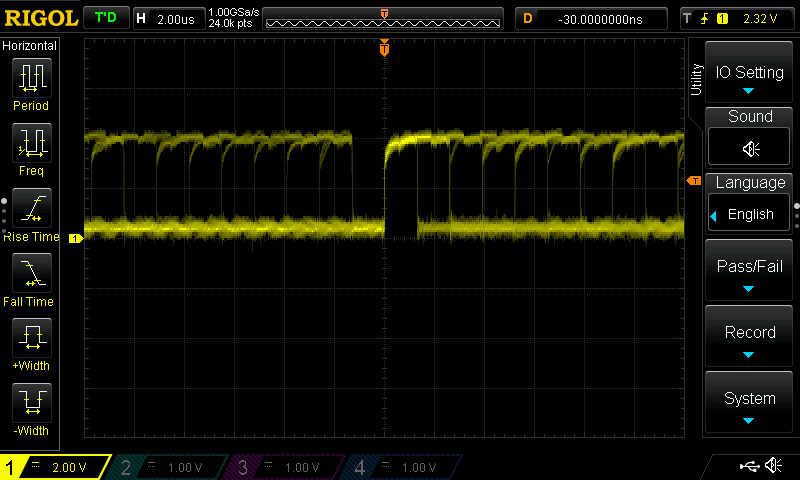 RIGOL T'D H 2.00us 1.00GSa/s 24.0k pts T D -30.0000000ns T 1 2.32 V
Horizontal
Period
Freq
Rise Time
Fall Time
+Width
-Width
T
T
1
Utility
IO Setting
Sound
Language
English
Pass/Fail
Record
System
1 2.00 V 2 1.00 V 3 1.00 V 4 1.00 V